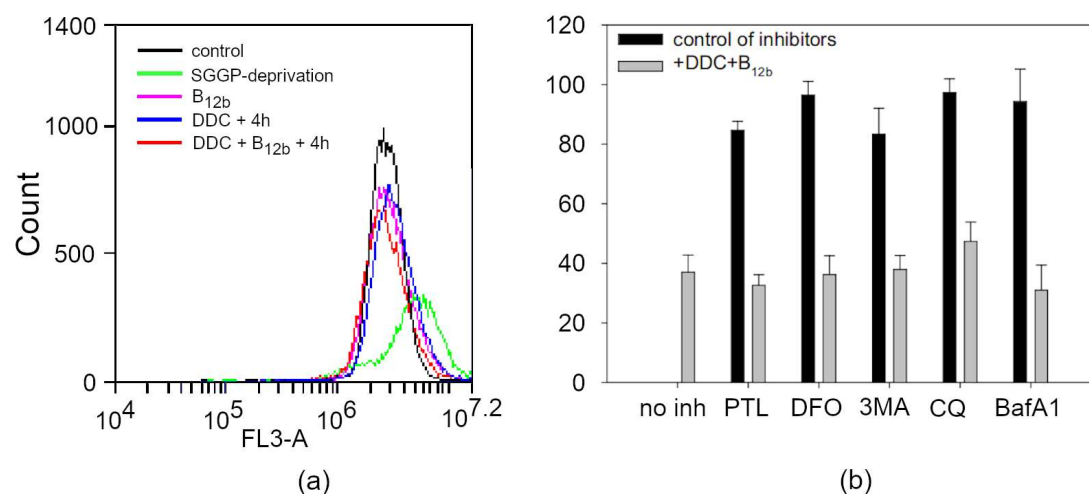 1400
1000
500
0
Count
control
SGGP-deprivation
B12b
DDC + 4h
DDC + B12b + 4h
10^4 10^5 10^6 10^7.2
FL3-A
(a)
120
100
80
60
40
20
0
control of inhibitors
+DDC+B12b
no inh PTL DFO 3MA CQ BafA1
(b)